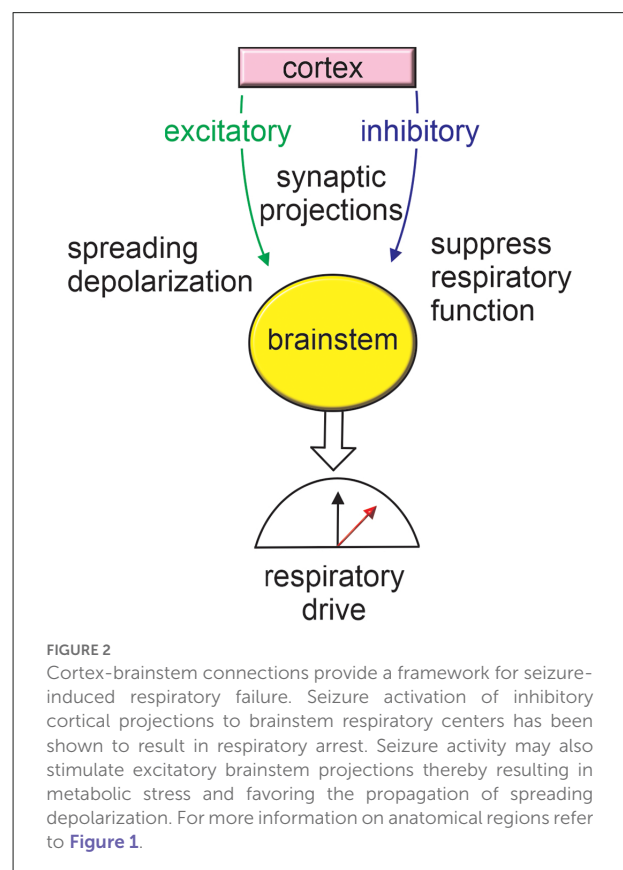 cortex
excitatory
inhibitory
synaptic
projections
spreading
depolarization
suppress
respiratory
function
brainstem
respiratory
drive
FIGURE 2
Cortex-brainstem connections provide a framework for seizure-
induced respiratory failure. Seizure activation of inhibitory
cortical projections to brainstem respiratory centers has been
shown to result in respiratory arrest. Seizure activity may also
stimulate excitatory brainstem projections thereby resulting in
metabolic stress and favoring the propagation of spreading
depolarization. For more information on anatomical regions refer
to Figure 1.